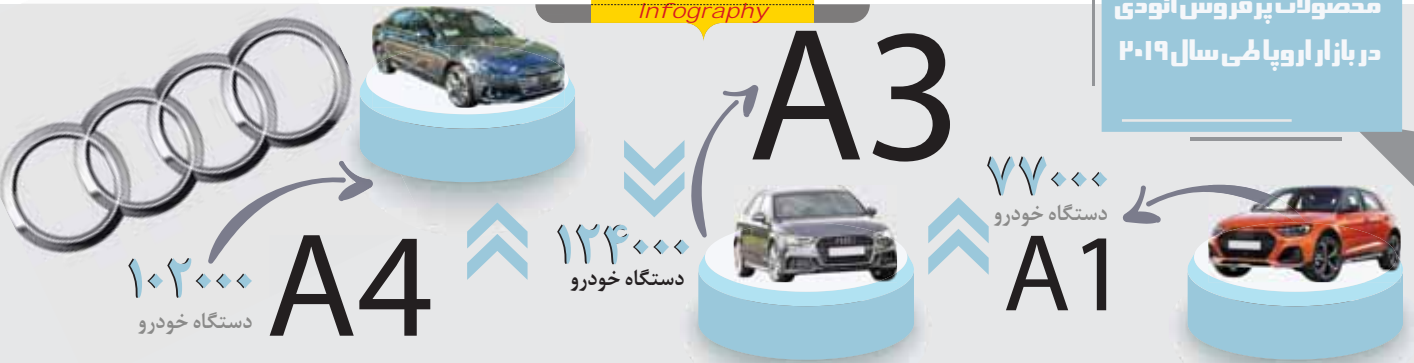 Infography
محصولات پرفروش آئودی
در بازار اروپا طی سال ۲۰۱۹
A3
۷۷۰۰۰
دستگاه خودرو
A1
۱۲۴۰۰۰
دستگاه خودرو
A4
۱۰۲۰۰۰
دستگاه خودرو